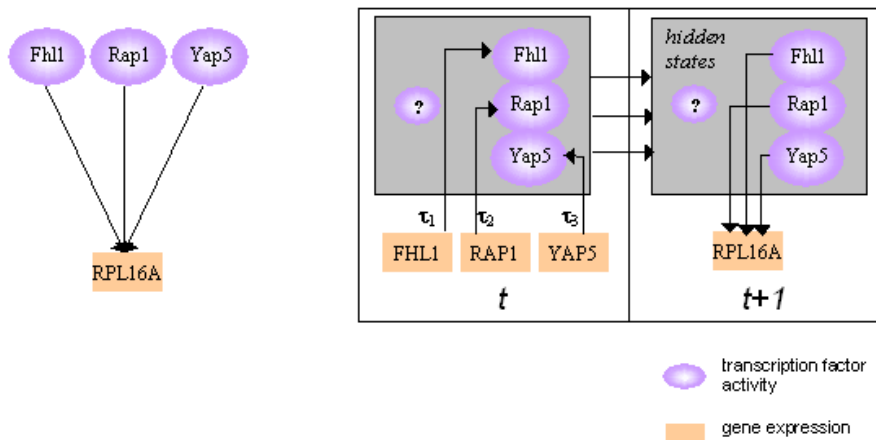 Fhl1 Rap1 Yap5
RPL16A
hidden
states
Fhl1
?
Rap1
Yap5
τ1 τ2 τ3
FHL1 RAP1 YAP5
t
Fhl1
?
Rap1
Yap5
RPL16A
t+1
transcription factor
activity
gene expression